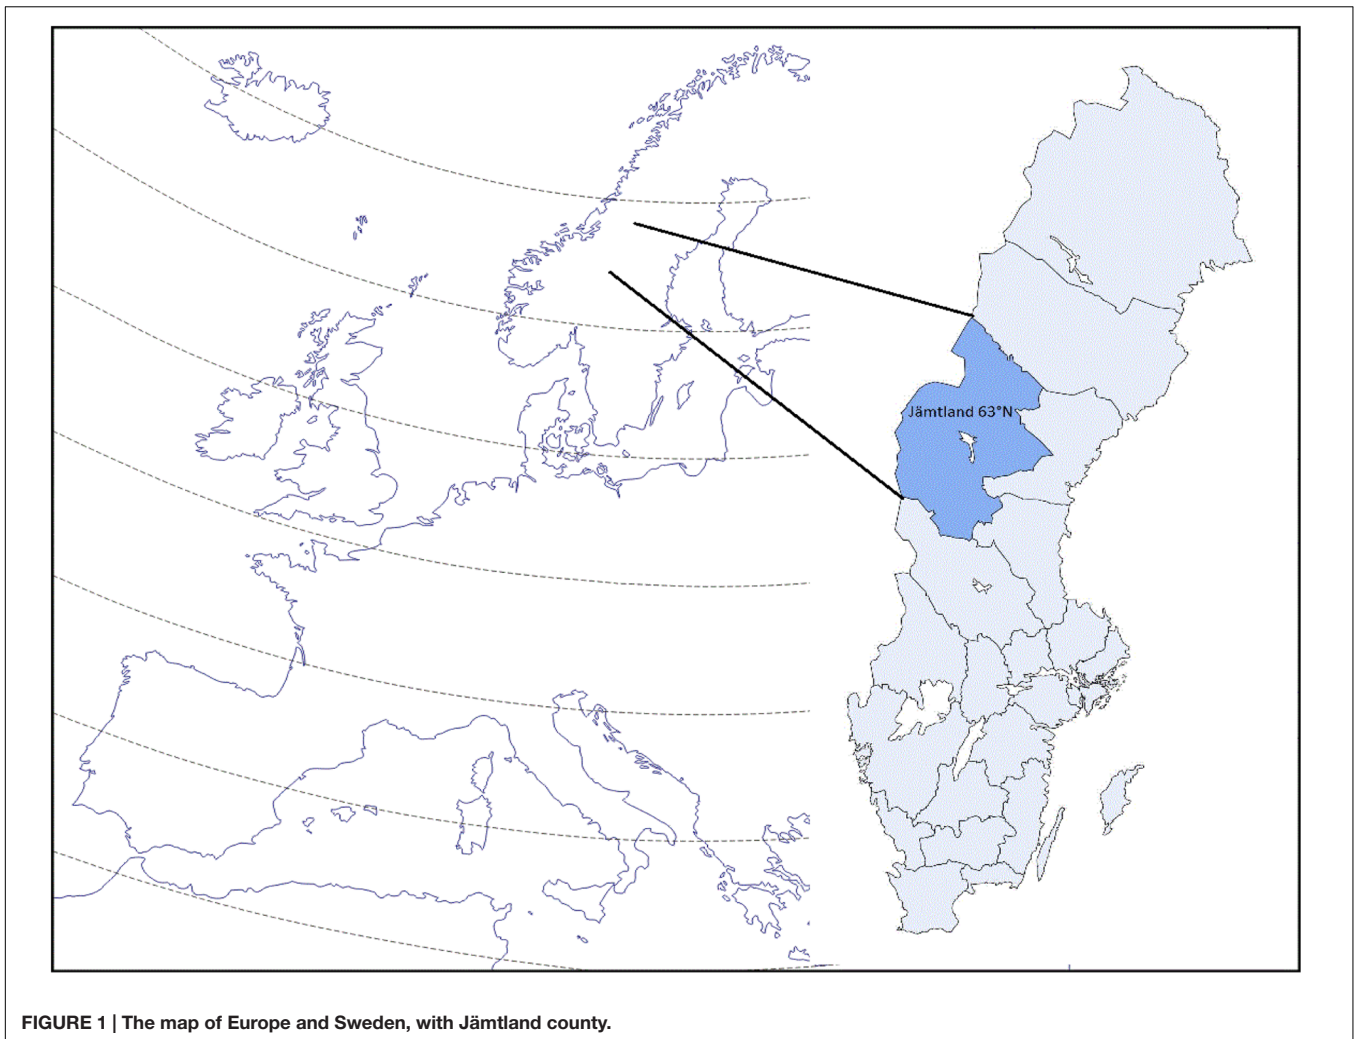 Jämtland 63°N
FIGURE 1 | The map of Europe and Sweden, with Jämtland county.